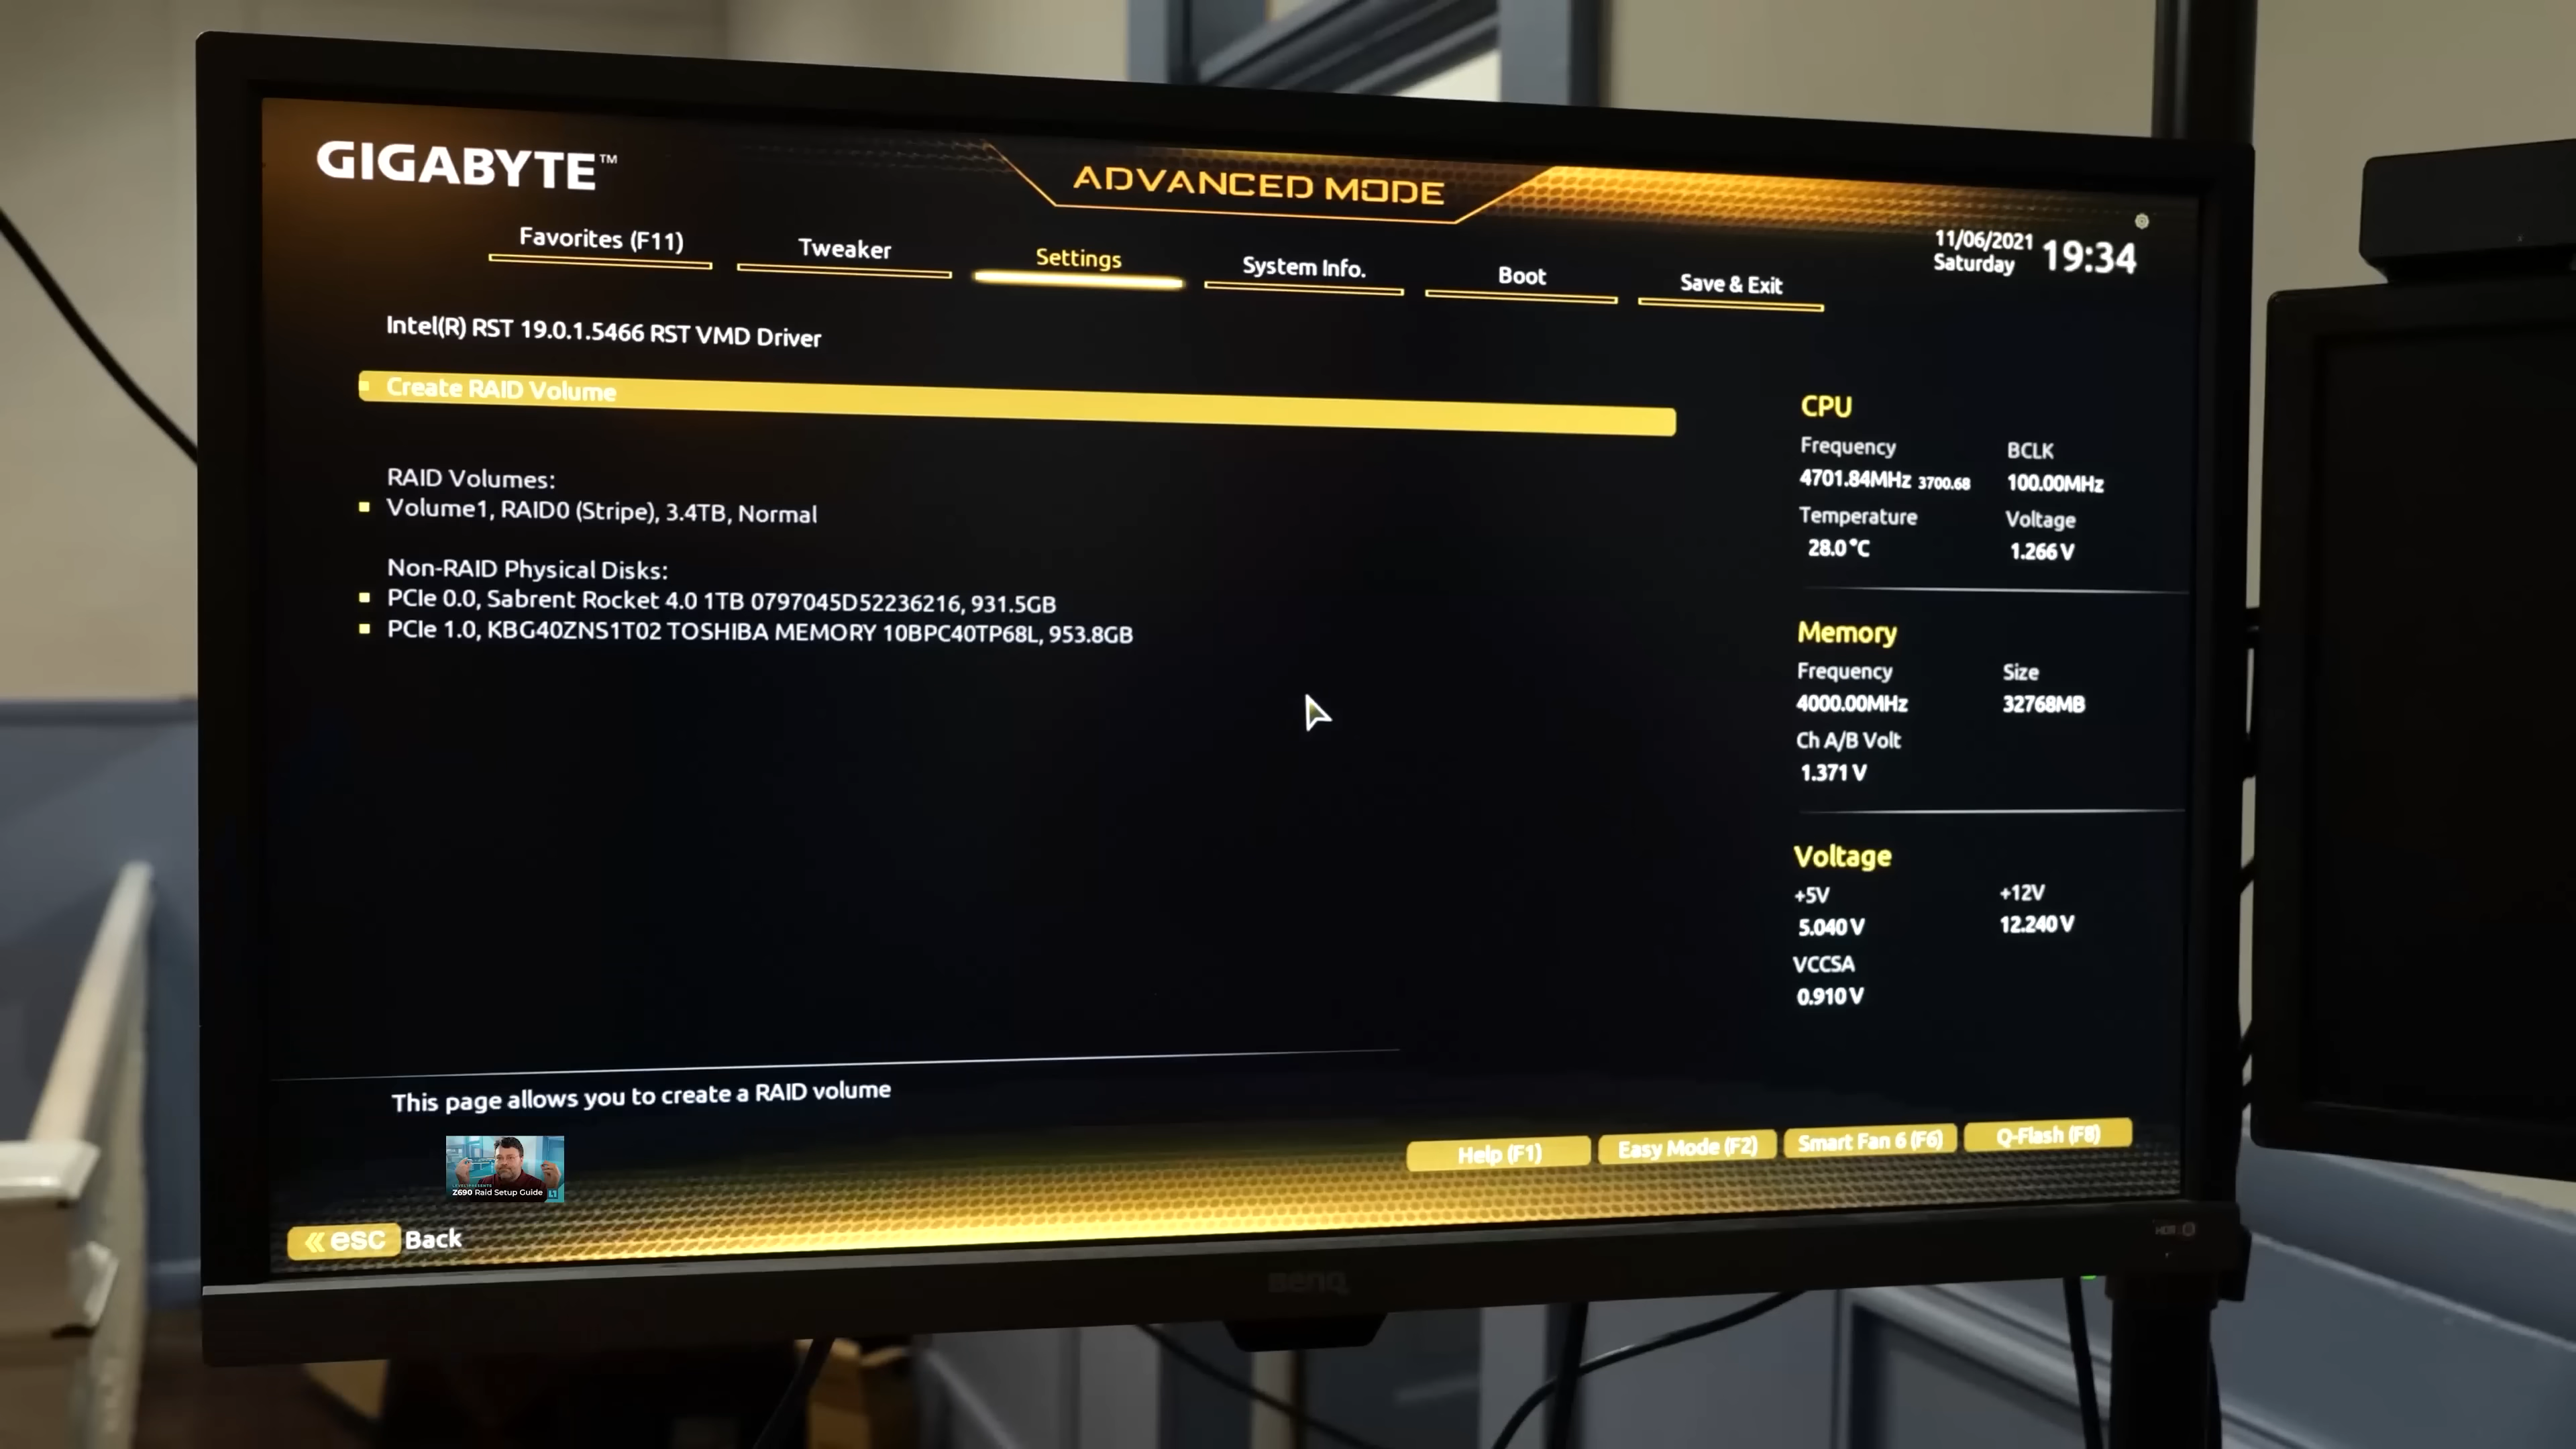 GIGABYTE™
ADVANCED MODE
Favorites (F11)
Tweaker
Settings
System Info.
Boot
Save & Exit
11/06/2021
Saturday
19:34
Intel(R) RST 19.0.1.5466 RST VMD Driver
Create RAID Volume
RAID Volumes:
Volume1, RAID0 (Stripe), 3.4TB, Normal
Non-RAID Physical Disks:
PCIe 0.0, Sabrent Rocket 4.0 1TB 0797045D52236216, 931.5GB
PCIe 1.0, KBG40ZNS1T02 TOSHIBA MEMORY 10BPC40TP68L, 953.8GB
CPU
Frequency BCLK
4701.84MHz 3700.68 100.00MHz
Temperature Voltage
28.0 °C 1.266 V
Memory
Frequency Size
4000.00MHz 32768MB
Ch A/B Volt
1.371 V
Voltage
+5V +12V
5.040 V 12.240 V
VCCSA
0.910 V
This page allows you to create a RAID volume
Z690 Raid Setup Guide
L1
Help (F1)
Easy Mode (F2)
Smart Fan 6 (F6)
Q-Flash (F8)
« esc Back
BenQ